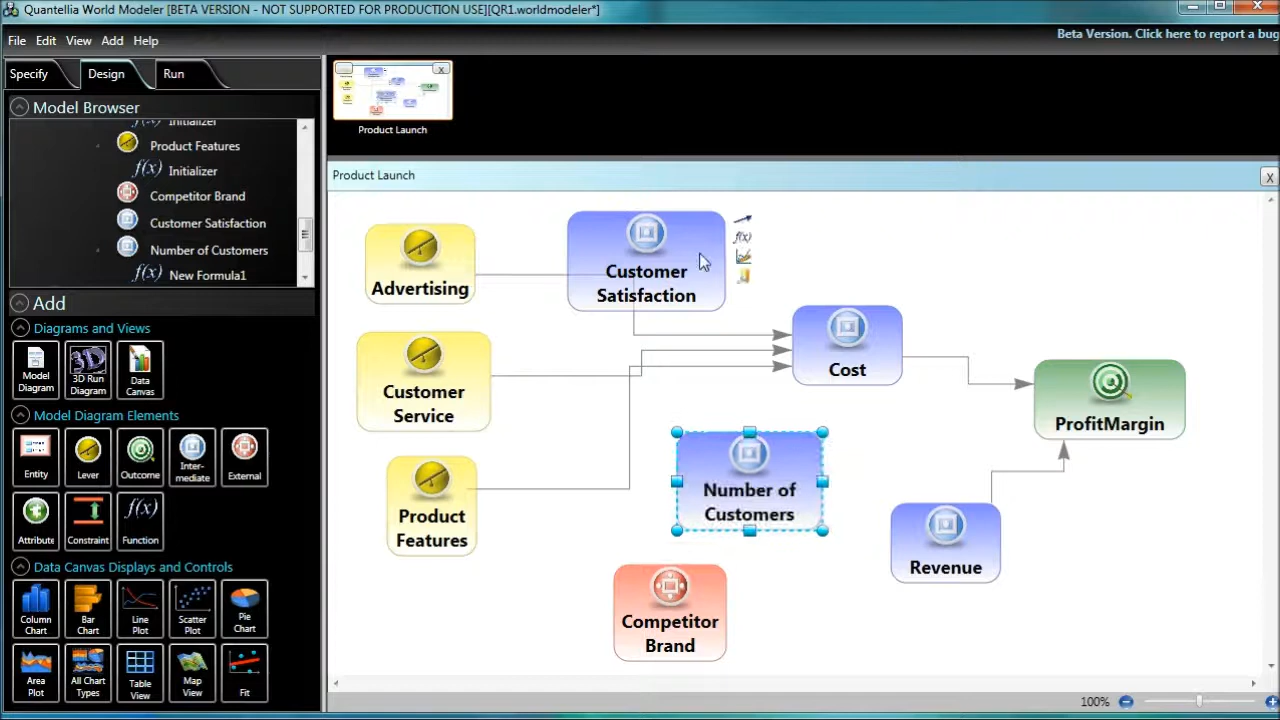 Quantellia World Modeler [BETA VERSION - NOT SUPPORTED FOR PRODUCTION USE][QR1.worldmodeler*]
File Edit View Add Help
Beta Version. Click here to report a bug
Specify Design Run
Model Browser
f(x) Initializer
Product Features
f(x) Initializer
Competitor Brand
Customer Satisfaction
Number of Customers
f(x) New Formula1
Add
Diagrams and Views
Model
Diagram
3D
3D Run
Diagram
Data
Canvas
Model Diagram Elements
Entity
Lever
Outcome
Inter-
mediate
External
Attribute
Constraint
f(x)
Function
Data Canvas Displays and Controls
Column
Chart
Bar
Chart
Line
Plot
Scatter
Plot
Pie
Chart
Area
Plot
All Chart
Types
Table
View
Map
View
Fit
X
Product Launch
Product Launch
X
Advertising
Customer
Satisfaction
f(x)
Customer
Service
Cost
ProfitMargin
Product
Features
Number of
Customers
Revenue
Competitor
Brand
100%